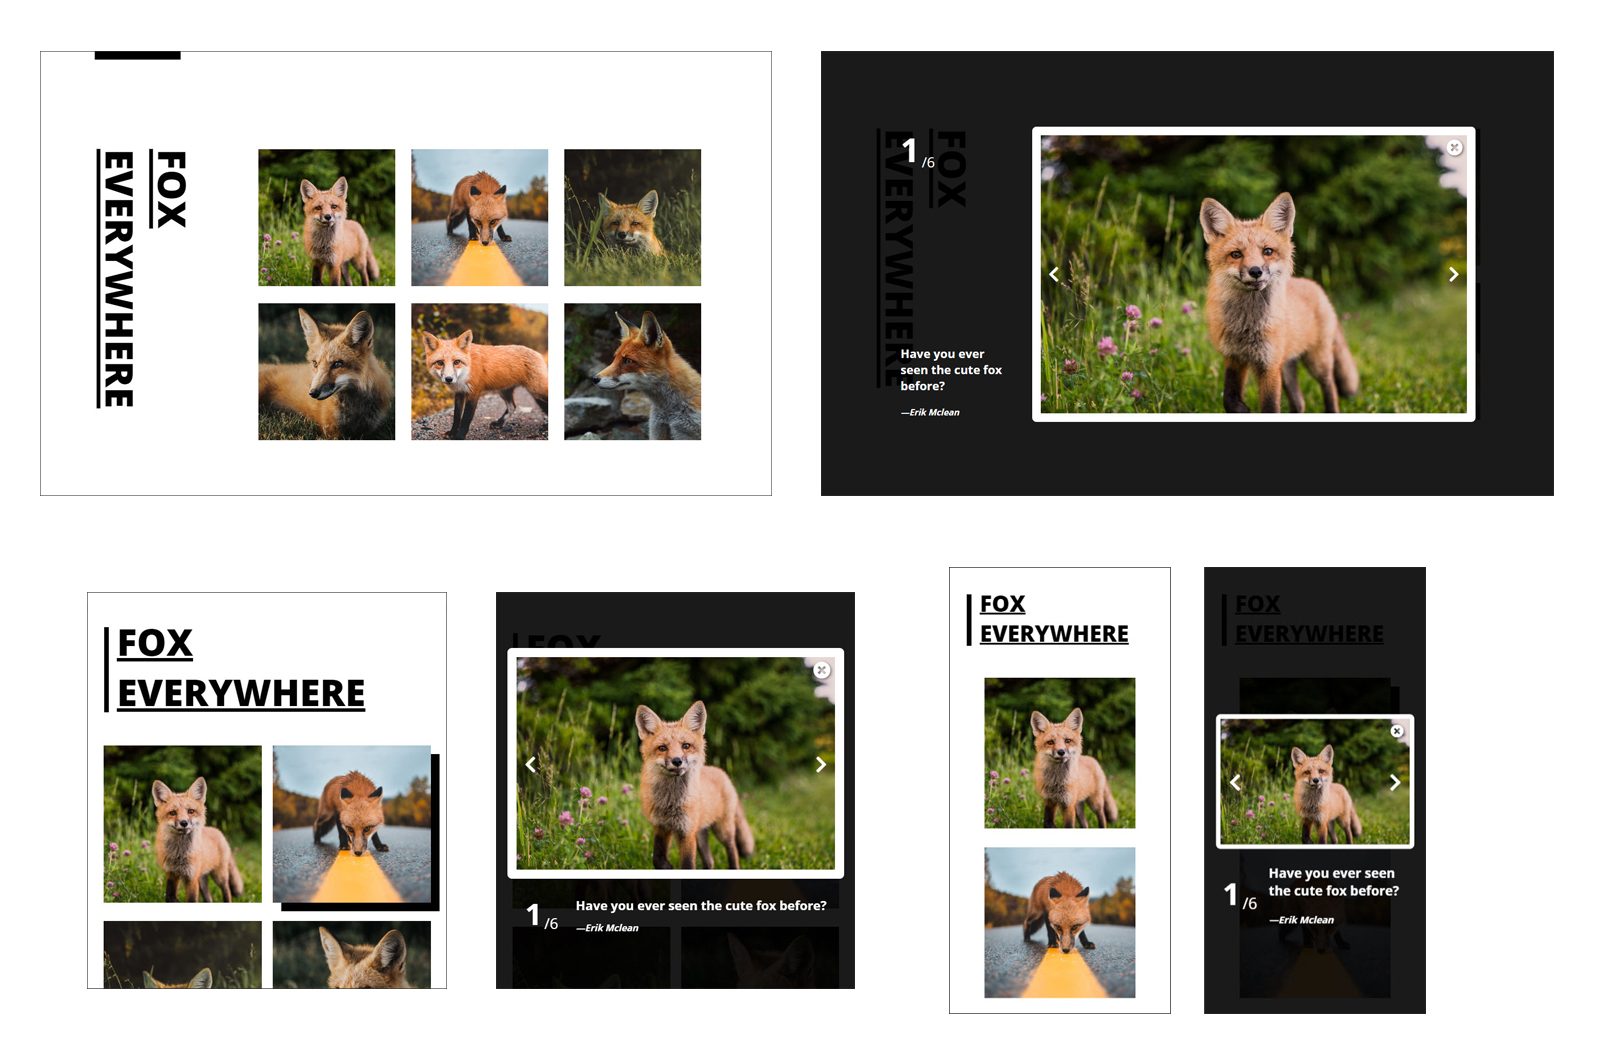 FOX
EVERYWHERE
FOX
EVERYWHERE
1/6
Have you ever
seen the cute fox
before?
—Erik Mclean
FOX
EVERYWHERE
FOX
1/6
Have you ever seen the cute fox before?
—Erik Mclean
FOX
EVERYWHERE
FOX
EVERYWHERE
1/6
Have you ever seen
the cute fox before?
—Erik Mclean